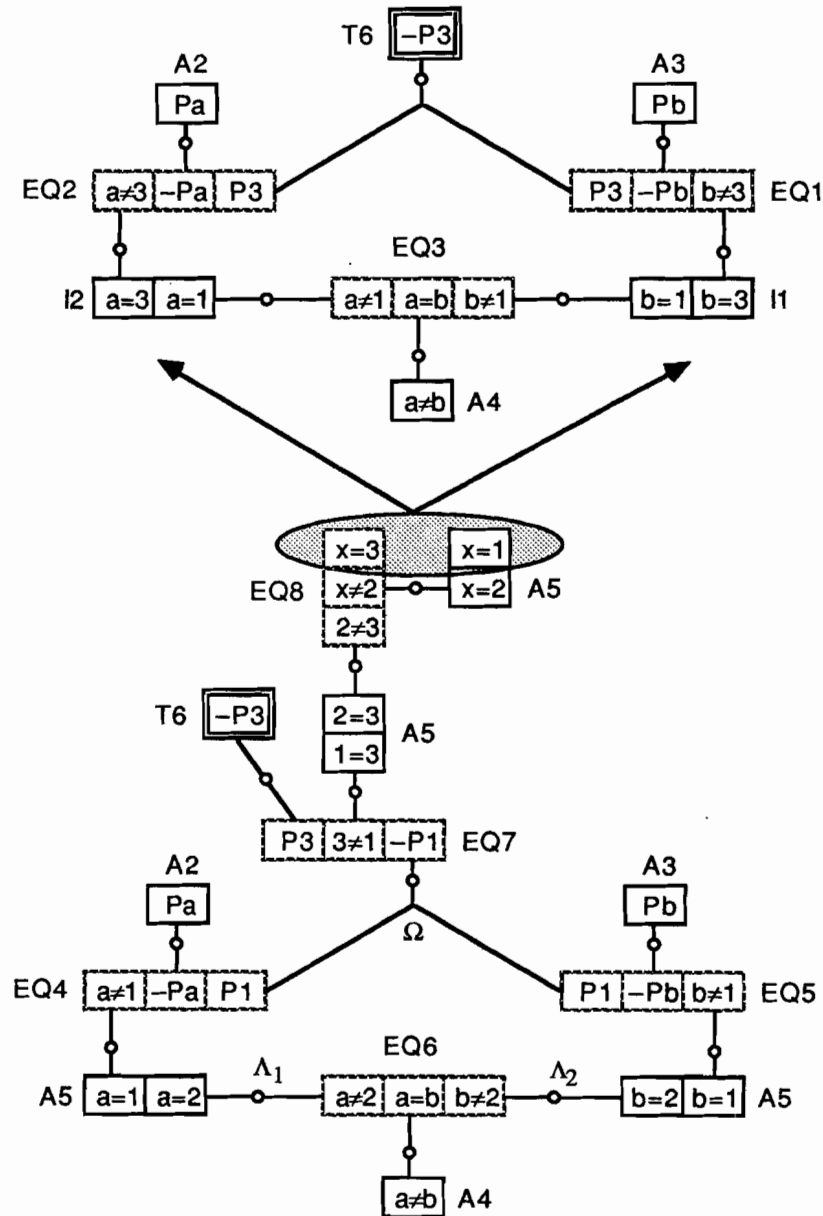 T6 –P3
A2 A3
Pa Pb
EQ2 a≠3 –Pa P3 P3 –Pb b≠3 EQ1
EQ3
I2 a=3 a=1 a≠1 a=b b≠1 b=1 b=3 I1
a≠b A4
x=3 x=1
EQ8 x≠2 x=2 A5
2≠3
T6 –P3 2=3 A5
1=3
P3 3≠1 –P1 EQ7
A2 A3
Pa Pb
Ω
EQ4 a≠1 –Pa P1 P1 –Pb b≠1 EQ5
EQ6
Λ1 Λ2
A5 a=1 a=2 a≠2 a=b b≠2 b=2 b=1 A5
a≠b A4